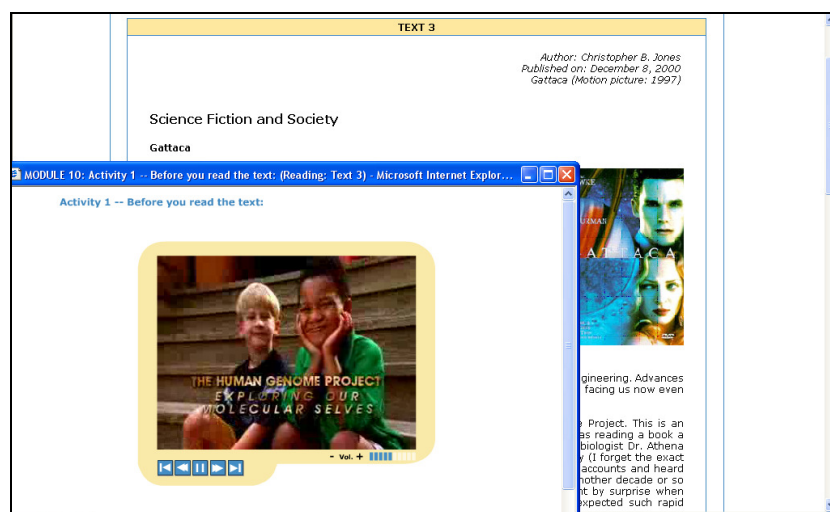 TEXT 3
Author: Christopher B. Jones
Published on: December 8, 2000
Gattaca (Motion picture: 1997)
Science Fiction and Society
Gattaca
MODULE 10: Activity 1 -- Before you read the text: (Reading: Text 3) - Microsoft Internet Explor...
Activity 1 -- Before you read the text:
THE HUMAN GENOME PROJECT
EXPLORING OUR
MOLECULAR SELVES
- Vol. +
GATTACA
gineering. Advances
facing us now even
Project. This is an
as reading a book a
biologist Dr. Athena
y (I forget the exact
accounts and heard
nother decade or so
nt by surprise when
expected such rapid